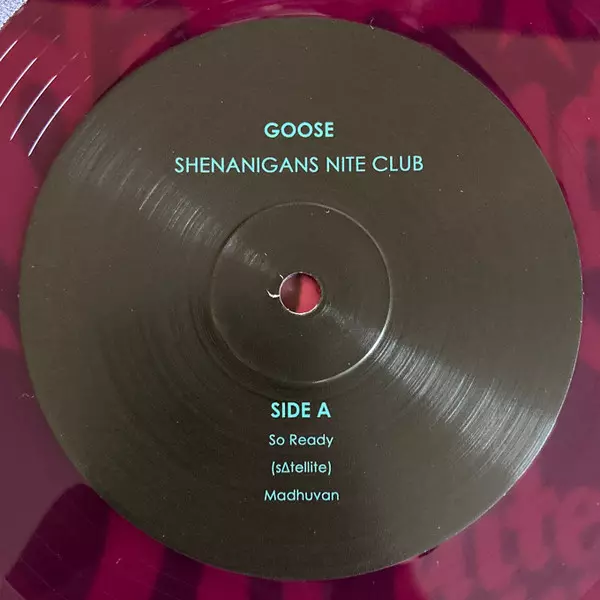 GOOSE
SHENANIGANS NITE CLUB
SIDE A
So Ready
(s∆tellite)
Madhuvan